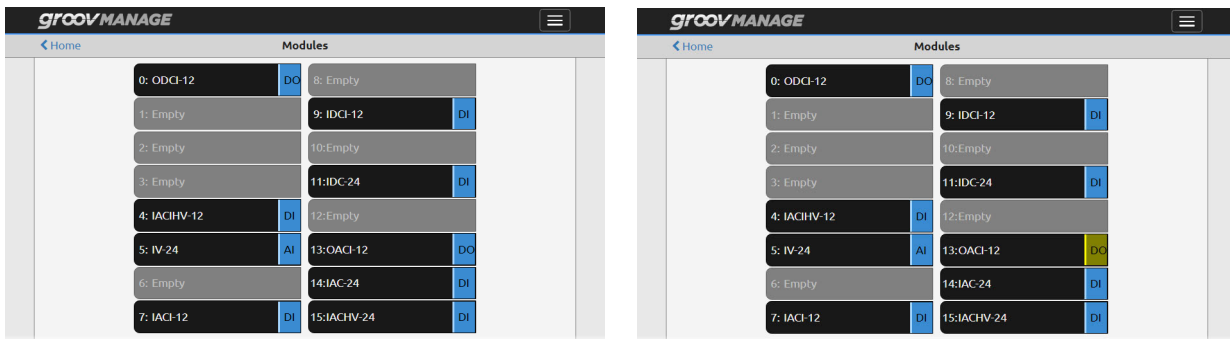 groov MANAGE
Home Modules
0: ODCI-12 DO 8: Empty
1: Empty 9: IDCI-12 DI
2: Empty 10:Empty
3: Empty 11:IDC-24 DI
4: IACIHV-12 DI 12:Empty
5: IV-24 AI 13:OACI-12 DO
6: Empty 14:IAC-24 DI
7: IACI-12 DI 15:IACHV-24 DI
groov MANAGE
Home Modules
0: ODCI-12 DO 8: Empty
1: Empty 9: IDCI-12 DI
2: Empty 10:Empty
3: Empty 11:IDC-24 DI
4: IACIHV-12 DI 12:Empty
5: IV-24 AI 13:OACI-12 DO
6: Empty 14:IAC-24 DI
7: IACI-12 DI 15:IACHV-24 DI